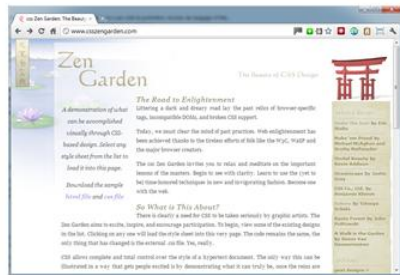 css Zen Garden: The Beauty
www.csszengarden.com
Zen
Garden
The Beauty of CSS Design
A demonstration of what
can be accomplished
visually through CSS-
based design. Select any
style sheet from the list to
load it into this page.
Download the sample
html file and css file
The Road to Enlightenment
Littering a dark and dreary road lay the past relics of browser-specific
tags, incompatible DOMs, and broken CSS support.
Today, we must clear the mind of past practices. Web enlightenment has
been achieved thanks to the tireless efforts of folk like the W3C, WaSP and
the major browser creators.
The css Zen Garden invites you to relax and meditate on the important
lessons of the masters. Begin to see with clarity. Learn to use the (yet to
be) time-honored techniques in new and invigorating fashion. Become one
with the web.
So What is This About?
There is clearly a need for CSS to be taken seriously by graphic artists. The
Zen Garden aims to excite, inspire, and encourage participation. To begin, view some of the existing designs
in the list. Clicking on any one will load the style sheet into this very page. The code remains the same, the
only thing that has changed is the external .css file. Yes, really.
CSS allows complete and total control over the style of a hypertext document. The only way this can be
illustrated in a way that gets people excited is by demonstrating what it can truly be, once the reins are